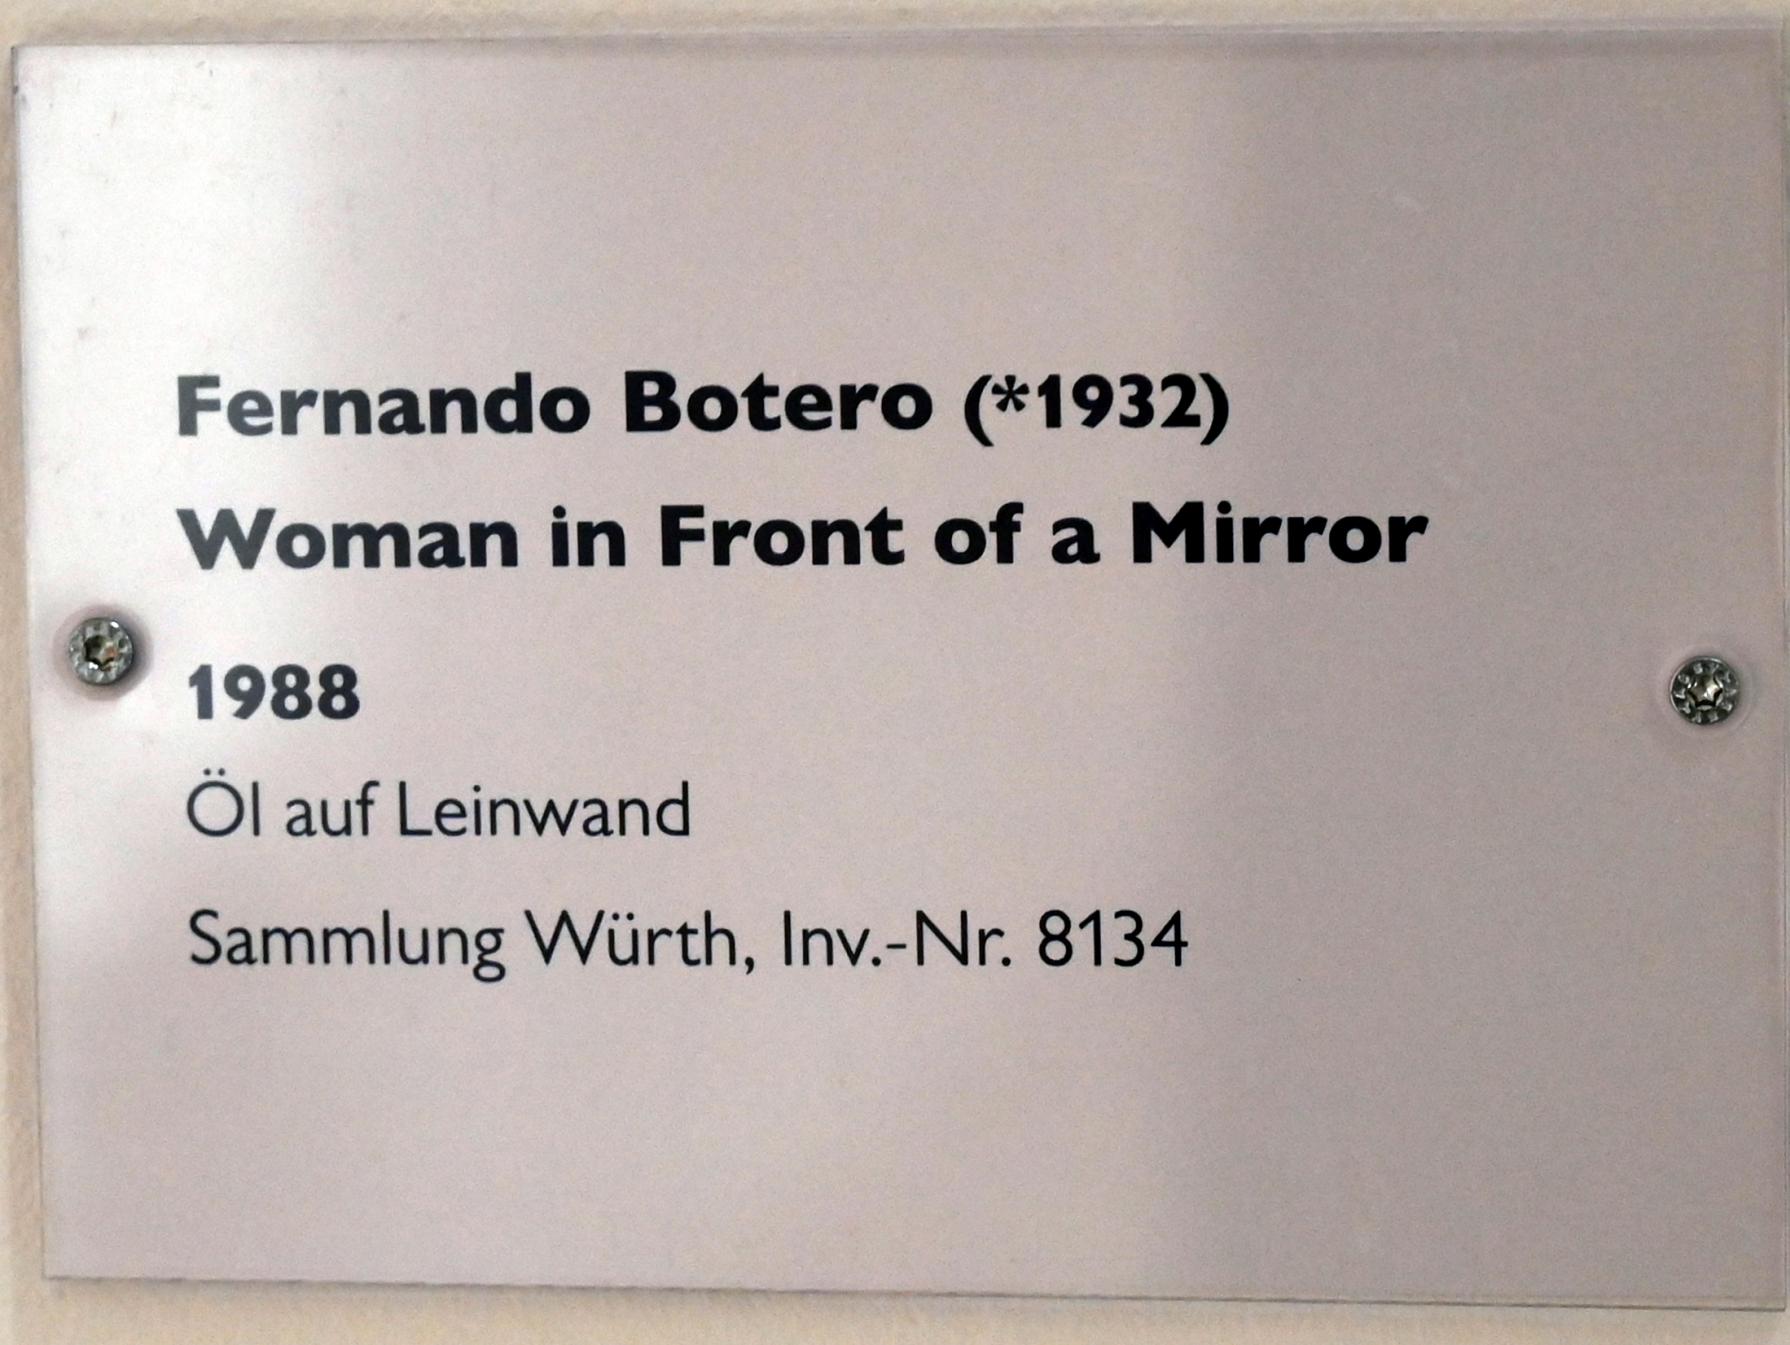 Fernando Botero (*1932)
Woman in Front of a Mirror
1988
Öl auf Leinwand
Sammlung Würth, Inv.-Nr. 8134